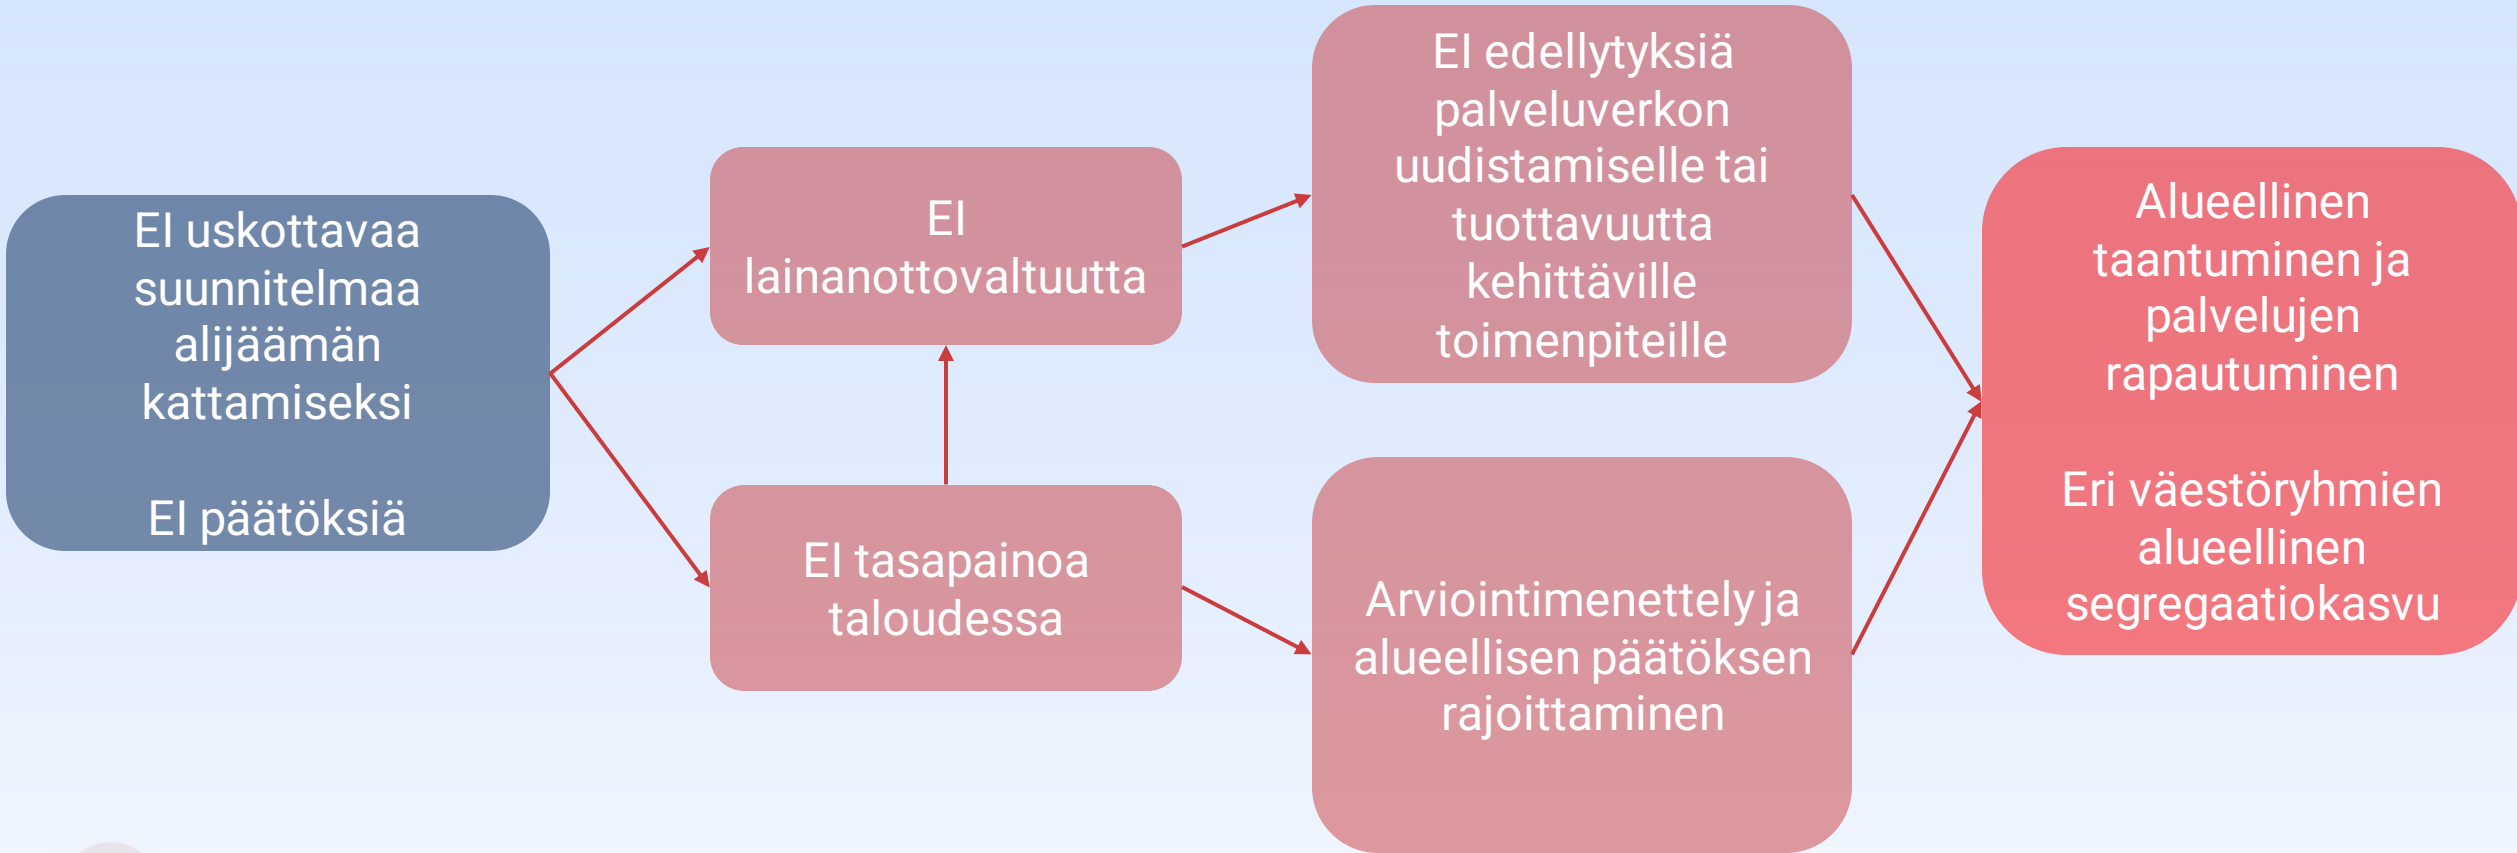 EI uskottavaa
suunnitelmaa
alijäämän
kattamiseksi
EI päätöksiä
EI
lainanottovaltuutta
EI tasapainoa
taloudessa
EI edellytyksiä
palveluverkon
uudistamiselle tai
tuottavuutta
kehittäville
toimenpiteille
Arviointimenettely ja
alueellisen päätöksen
rajoittaminen
Alueellinen
taantuminen ja
palvelujen
rapautuminen
Eri väestöryhmien
alueellinen
segregaatiokasvu